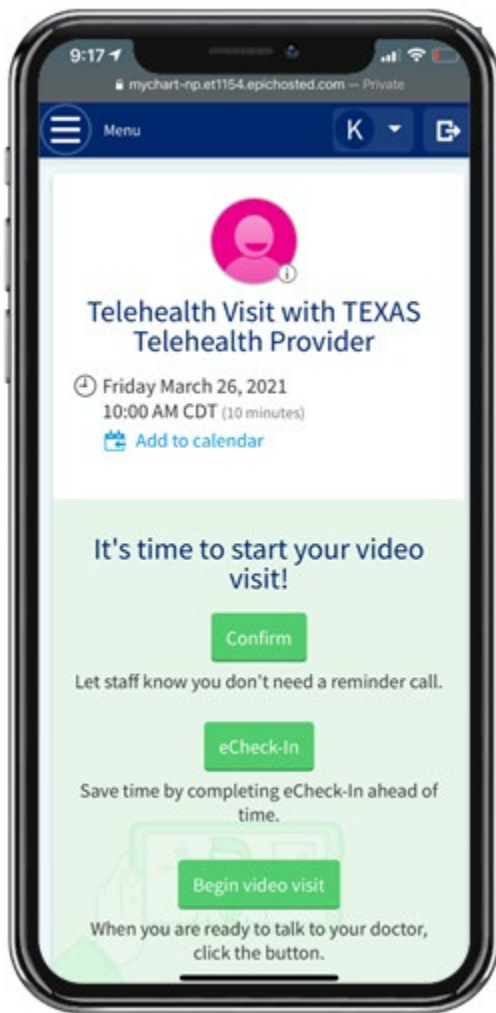 9:17
mychart-np.et1154.epichosted.com — Private
Menu
K
Telehealth Visit with TEXAS
Telehealth Provider
Friday March 26, 2021
10:00 AM CDT (10 minutes)
Add to calendar
It's time to start your video
visit!
Confirm
Let staff know you don't need a reminder call.
eCheck-In
Save time by completing eCheck-In ahead of
time.
Begin video visit
When you are ready to talk to your doctor,
click the button.